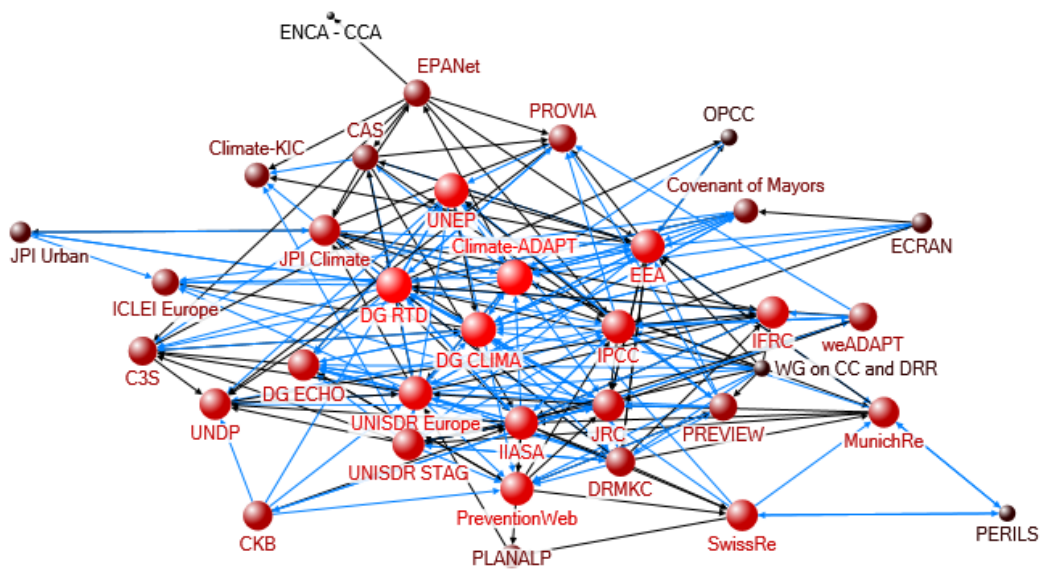 ENCA - CCA
EPANet
PROVIA
OPCC
CAS
Climate-KIC
Covenant of Mayors
UNEP
ECRAN
JPI Urban
JPI Climate
Climate-ADAPT
EEA
ICLEI Europe
DG RTD
DG CLIMA
IPCC
IFRC
weADAPT
C3S
DG ECHO
WG on CC and DRR
UNDP
UNISDR Europe
IIASA
JRC
PREVIEW
MunichRe
UNISDR STAG
DRMKC
PreventionWeb
CKB
SwissRe
PERILS
PLANALP